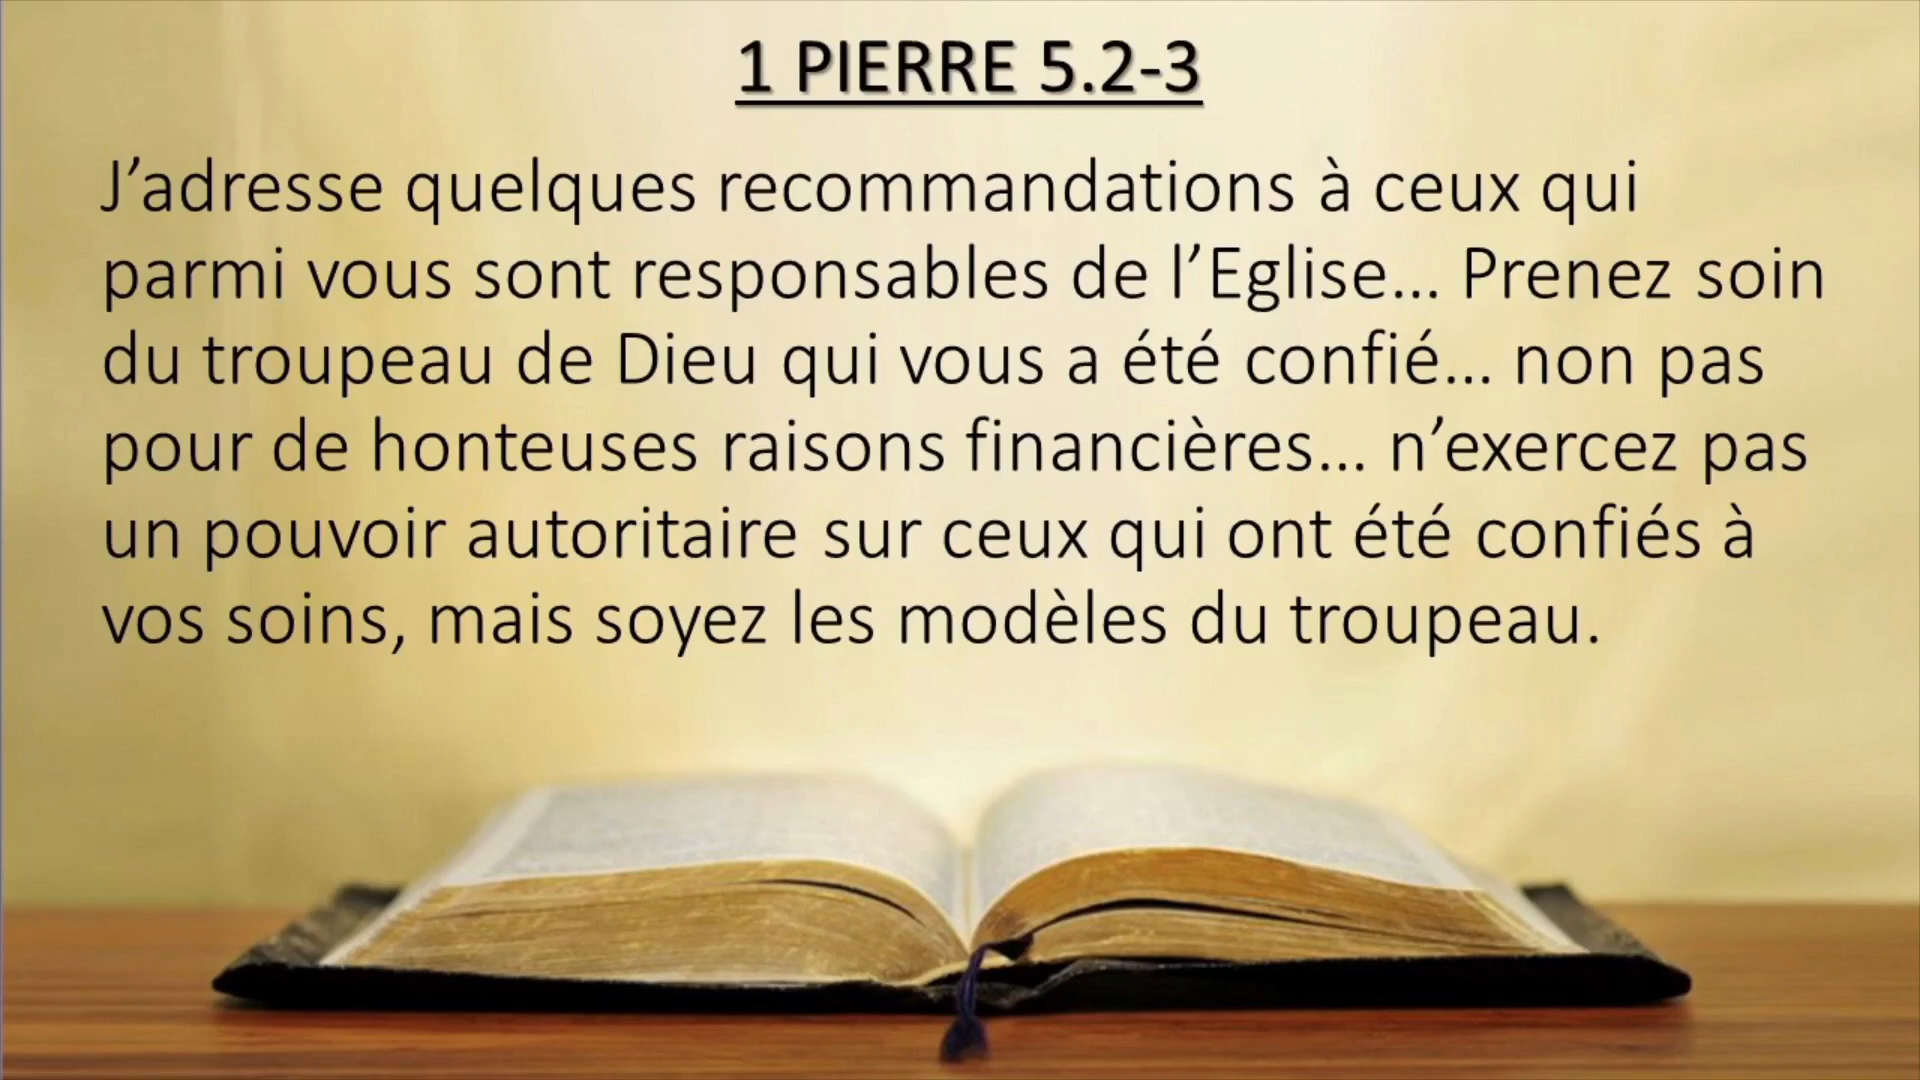 1 PIERRE 5.2-3
J’adresse quelques recommandations à ceux qui
parmi vous sont responsables de l’Eglise... Prenez soin
du troupeau de Dieu qui vous a été confié... non pas
pour de honteuses raisons financières... n’exercez pas
un pouvoir autoritaire sur ceux qui ont été confiés à
vos soins, mais soyez les modèles du troupeau.